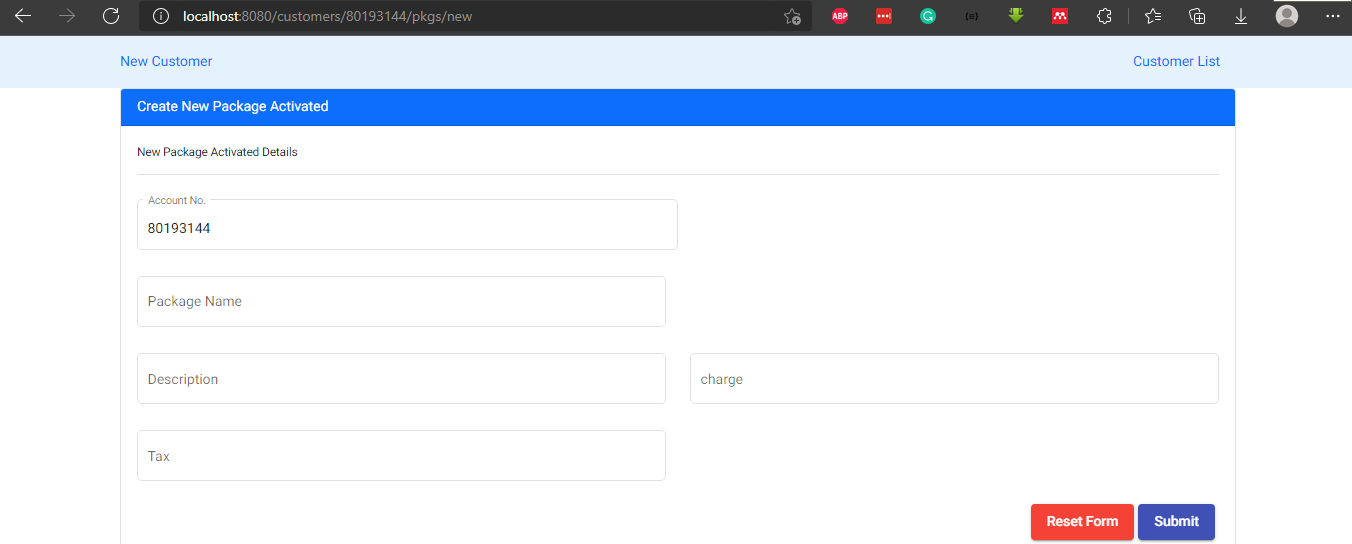 localhost:8080/customers/80193144/pkgs/new
ABP
New Customer
Customer List
Create New Package Activated
New Package Activated Details
Account No.
80193144
Package Name
Description
charge
Tax
Reset Form
Submit